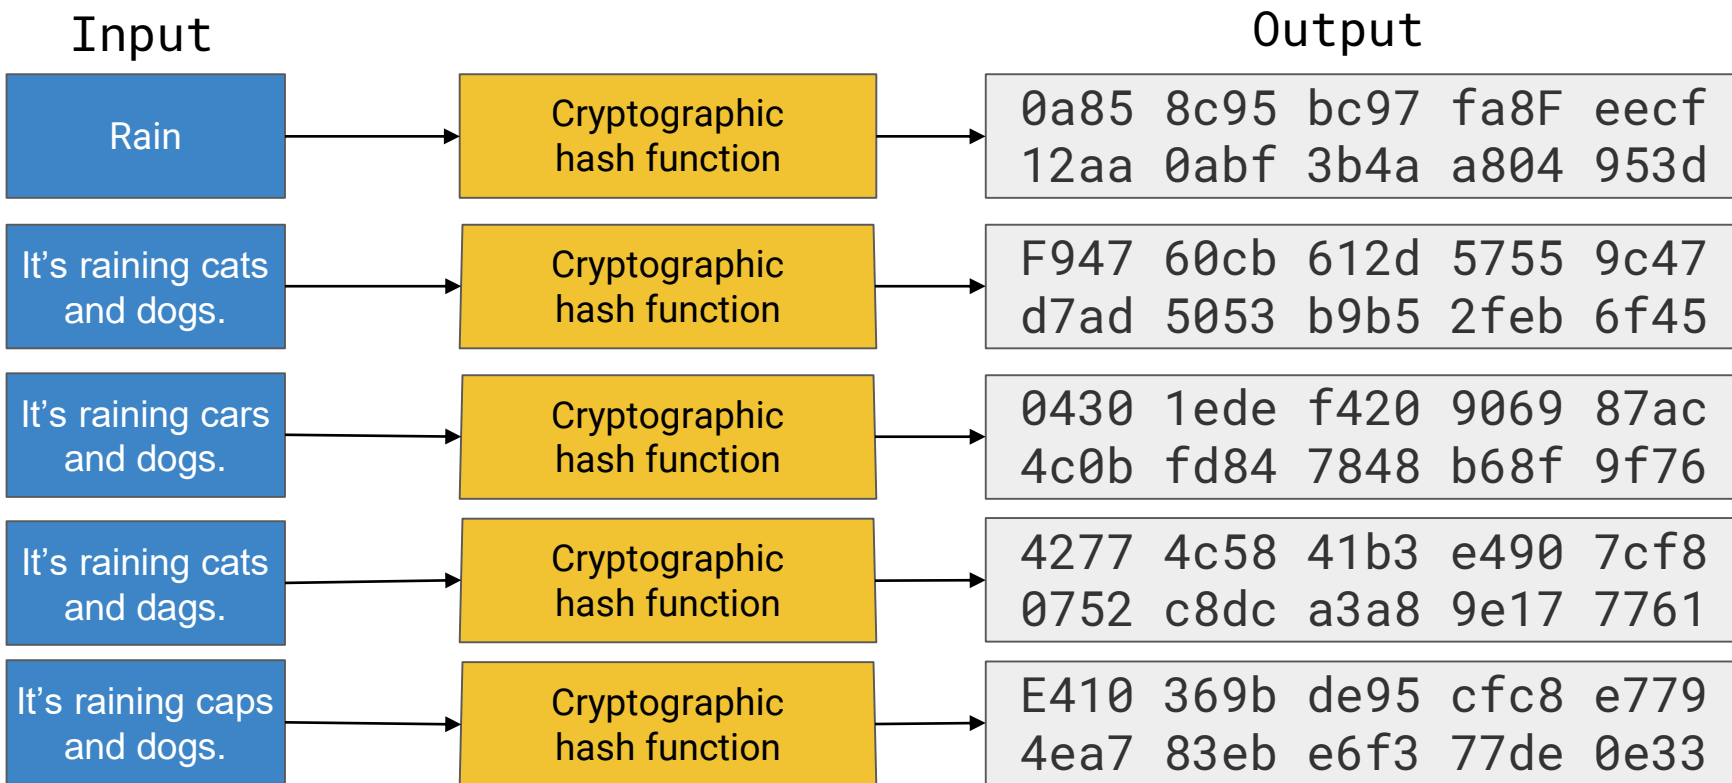 Input
Output
Rain
Cryptographic
hash function
0a85 8c95 bc97 fa8F eecf
12aa 0abf 3b4a a804 953d
It's raining cats
and dogs.
Cryptographic
hash function
F947 60cb 612d 5755 9c47
d7ad 5053 b9b5 2feb 6f45
It's raining cars
and dogs.
Cryptographic
hash function
0430 1ede f420 9069 87ac
4c0b fd84 7848 b68f 9f76
It's raining cats
and dags.
Cryptographic
hash function
4277 4c58 41b3 e490 7cf8
0752 c8dc a3a8 9e17 7761
It's raining caps
and dogs.
Cryptographic
hash function
E410 369b de95 cfc8 e779
4ea7 83eb e6f3 77de 0e33